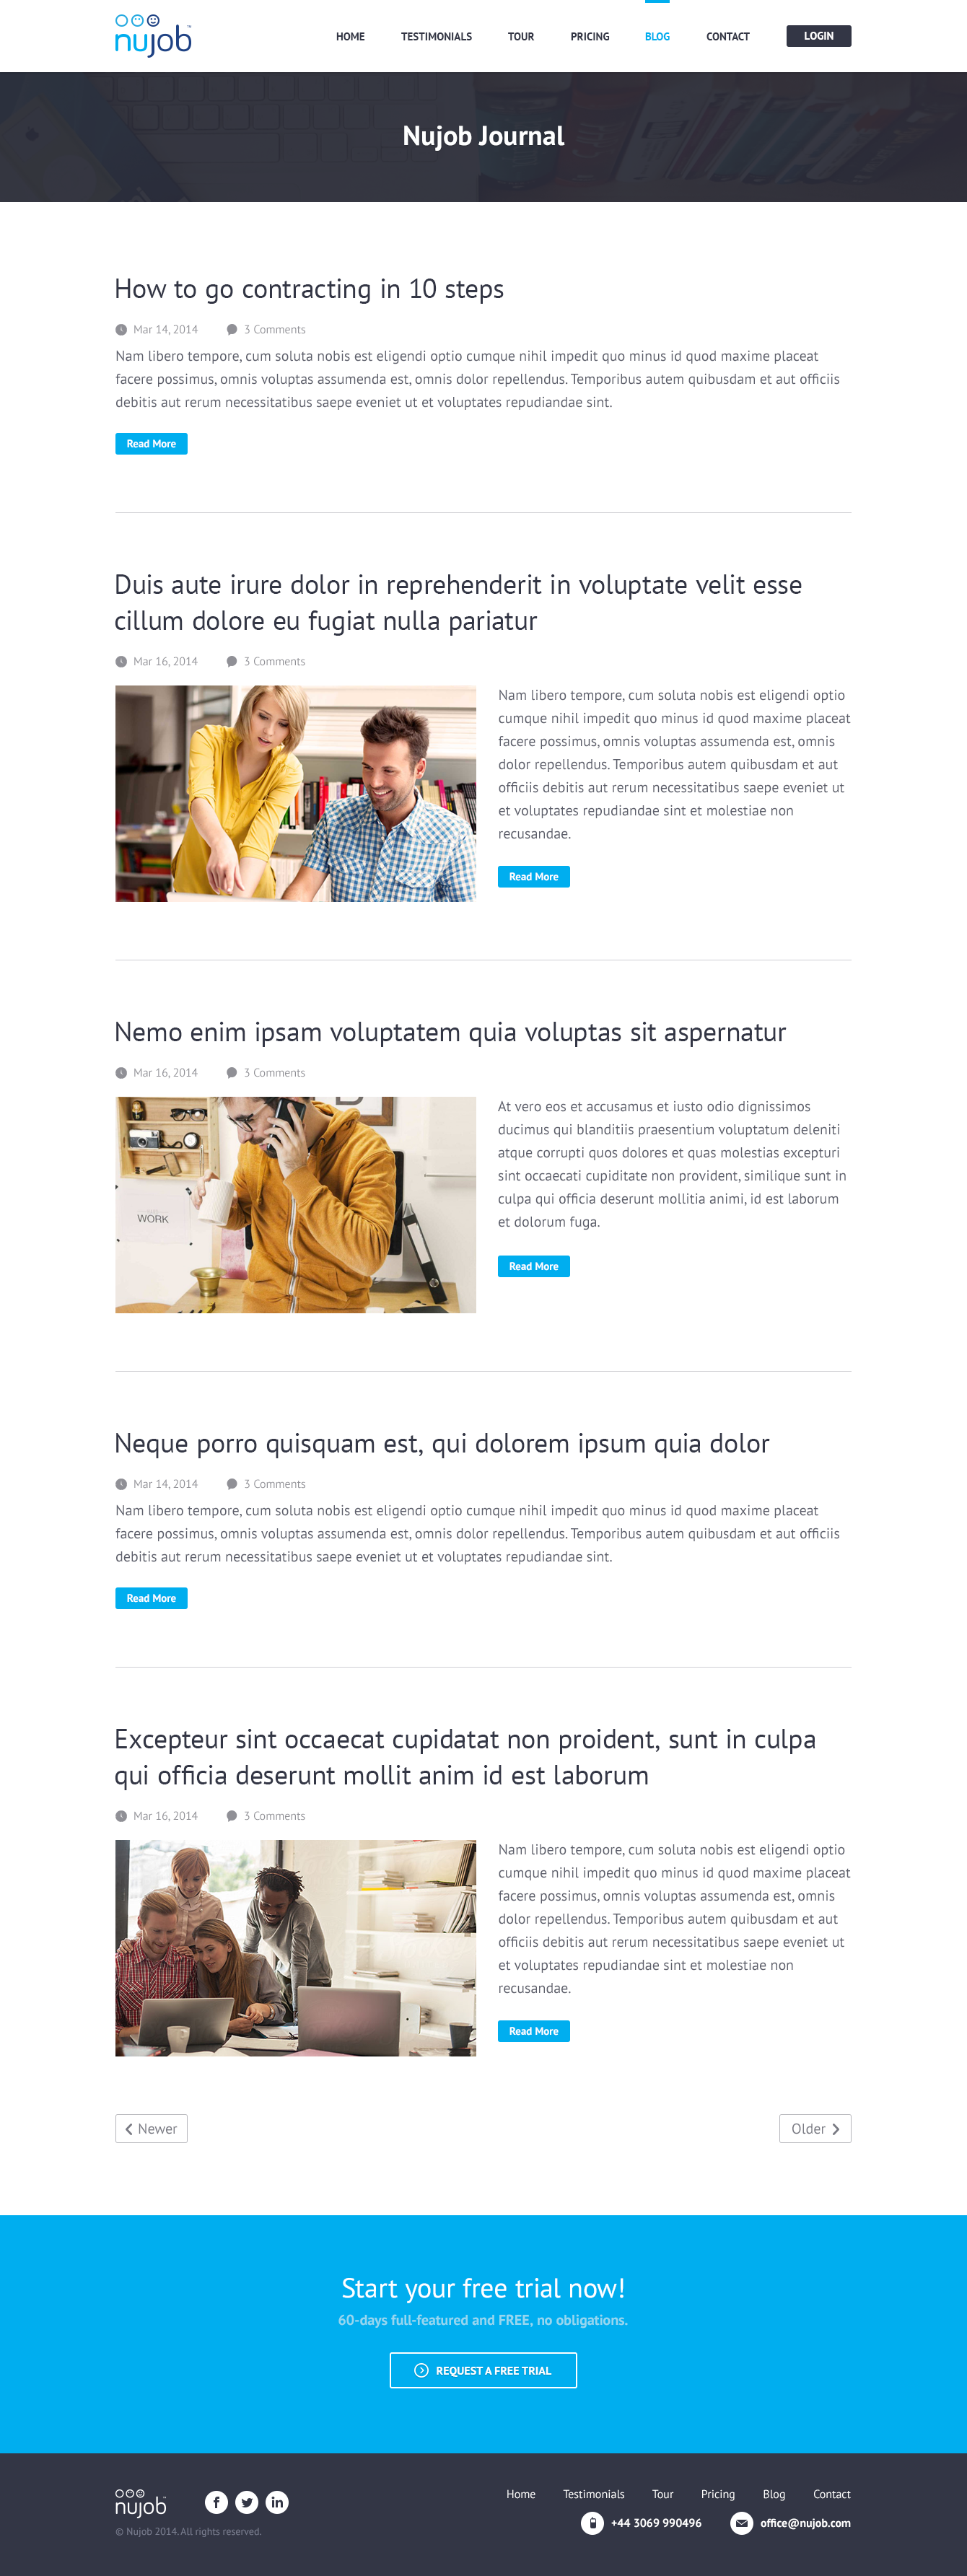 nujob
HOME TESTIMONIALS TOUR PRICING BLOG CONTACT LOGIN
Nujob Journal
How to go contracting in 10 steps
Mar 14, 2014 3 Comments
Nam libero tempore, cum soluta nobis est eligendi optio cumque nihil impedit quo minus id quod maxime placeat
facere possimus, omnis voluptas assumenda est, omnis dolor repellendus. Temporibus autem quibusdam et aut officiis
debitis aut rerum necessitatibus saepe eveniet ut et voluptates repudiandae sint.
Read More
Duis aute irure dolor in reprehenderit in voluptate velit esse
cillum dolore eu fugiat nulla pariatur
Mar 16, 2014 3 Comments
Nam libero tempore, cum soluta nobis est eligendi optio
cumque nihil impedit quo minus id quod maxime placeat
facere possimus, omnis voluptas assumenda est, omnis
dolor repellendus. Temporibus autem quibusdam et aut
officiis debitis aut rerum necessitatibus saepe eveniet ut
et voluptates repudiandae sint et molestiae non
recusandae.
Read More
Nemo enim ipsam voluptatem quia voluptas sit aspernatur
Mar 16, 2014 3 Comments
WORK
At vero eos et accusamus et iusto odio dignissimos
ducimus qui blanditiis praesentium voluptatum deleniti
atque corrupti quos dolores et quas molestias excepturi
sint occaecati cupiditate non provident, similique sunt in
culpa qui officia deserunt mollitia animi, id est laborum
et dolorum fuga.
Read More
Neque porro quisquam est, qui dolorem ipsum quia dolor
Mar 14, 2014 3 Comments
Nam libero tempore, cum soluta nobis est eligendi optio cumque nihil impedit quo minus id quod maxime placeat
facere possimus, omnis voluptas assumenda est, omnis dolor repellendus. Temporibus autem quibusdam et aut officiis
debitis aut rerum necessitatibus saepe eveniet ut et voluptates repudiandae sint.
Read More
Excepteur sint occaecat cupidatat non proident, sunt in culpa
qui officia deserunt mollit anim id est laborum
Mar 16, 2014 3 Comments
Nam libero tempore, cum soluta nobis est eligendi optio
cumque nihil impedit quo minus id quod maxime placeat
facere possimus, omnis voluptas assumenda est, omnis
dolor repellendus. Temporibus autem quibusdam et aut
officiis debitis aut rerum necessitatibus saepe eveniet ut
et voluptates repudiandae sint et molestiae non
recusandae.
Read More
Newer Older
Start your free trial now!
60-days full-featured and FREE, no obligations.
REQUEST A FREE TRIAL
nujob
Home Testimonials Tour Pricing Blog Contact
+44 3069 990496 office@nujob.com
© Nujob 2014. All rights reserved.